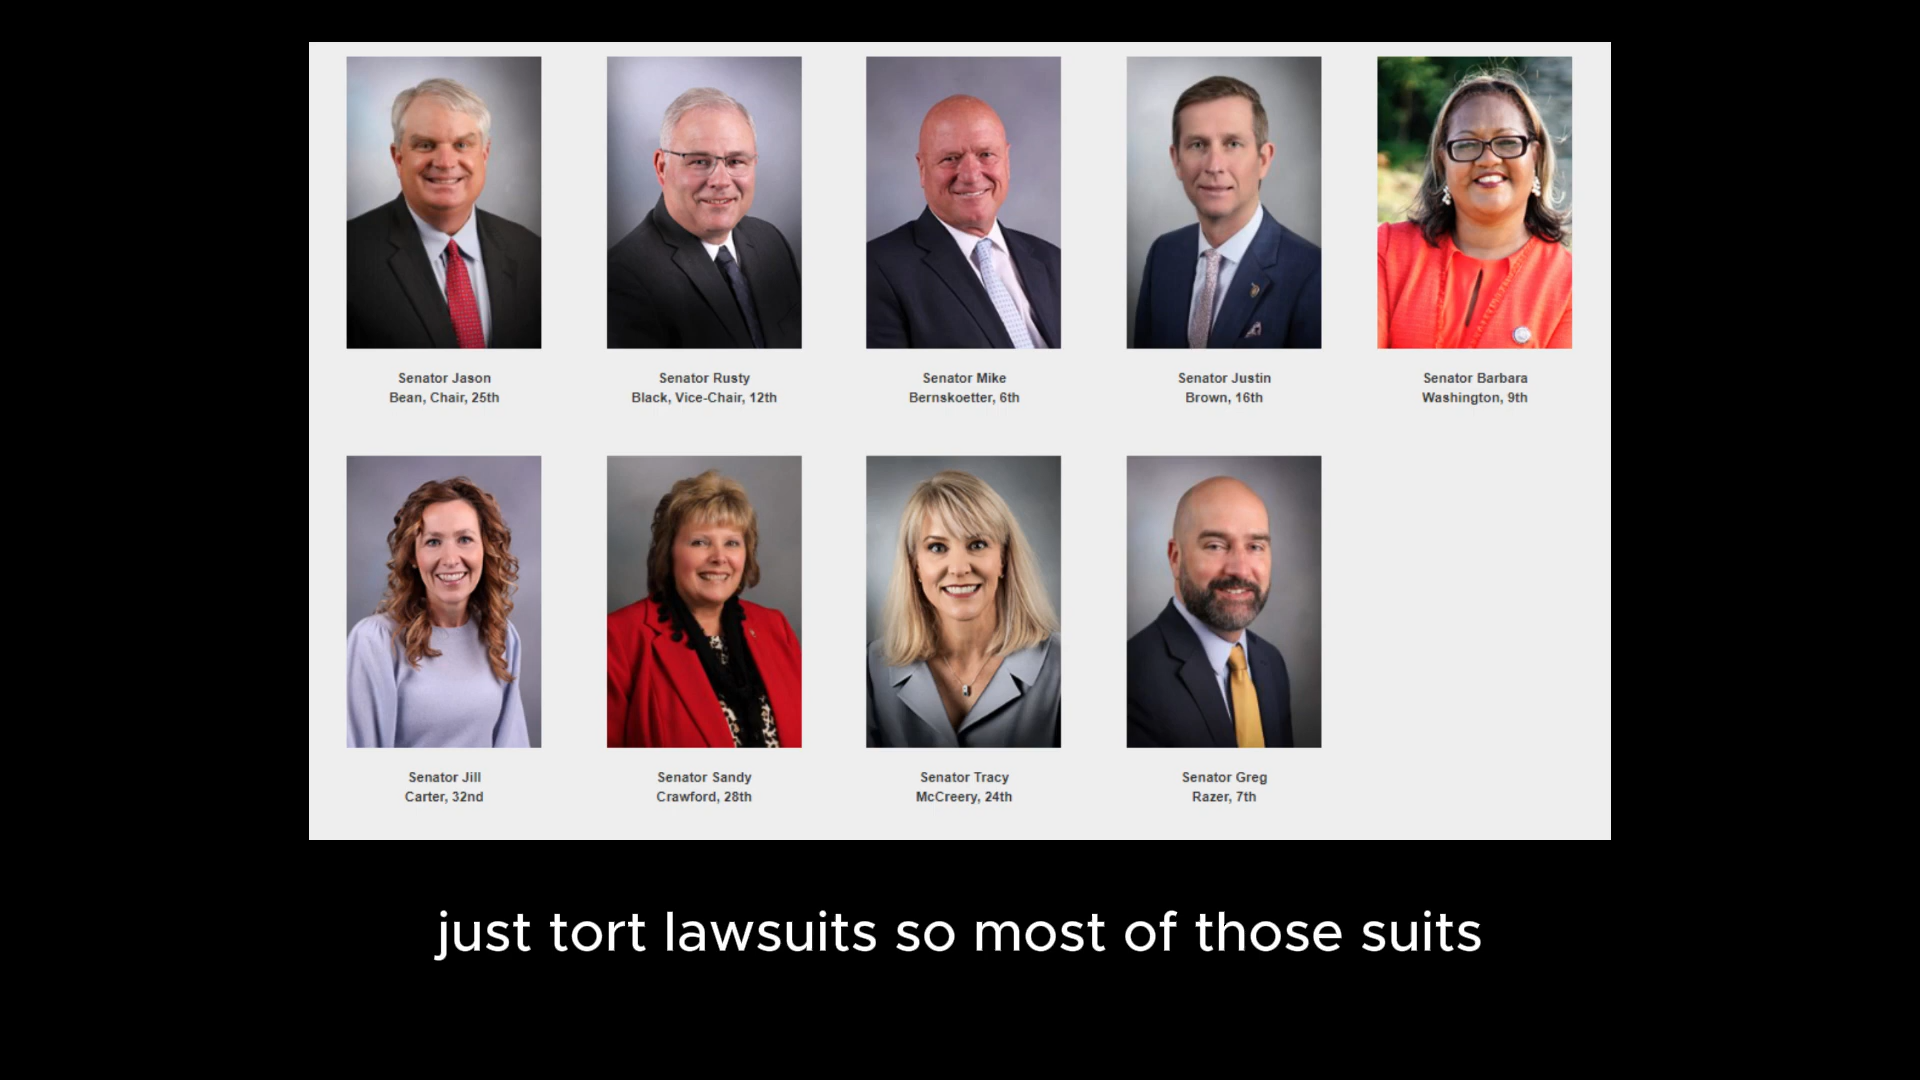 Senator Jason
Bean, Chair, 25th
Senator Rusty
Black, Vice-Chair, 12th
Senator Mike
Bernskoetter, 6th
Senator Justin
Brown, 16th
Senator Barbara
Washington, 9th
Senator Jill
Carter, 32nd
Senator Sandy
Crawford, 28th
Senator Tracy
McCreery, 24th
Senator Greg
Razer, 7th
just tort lawsuits so most of those suits